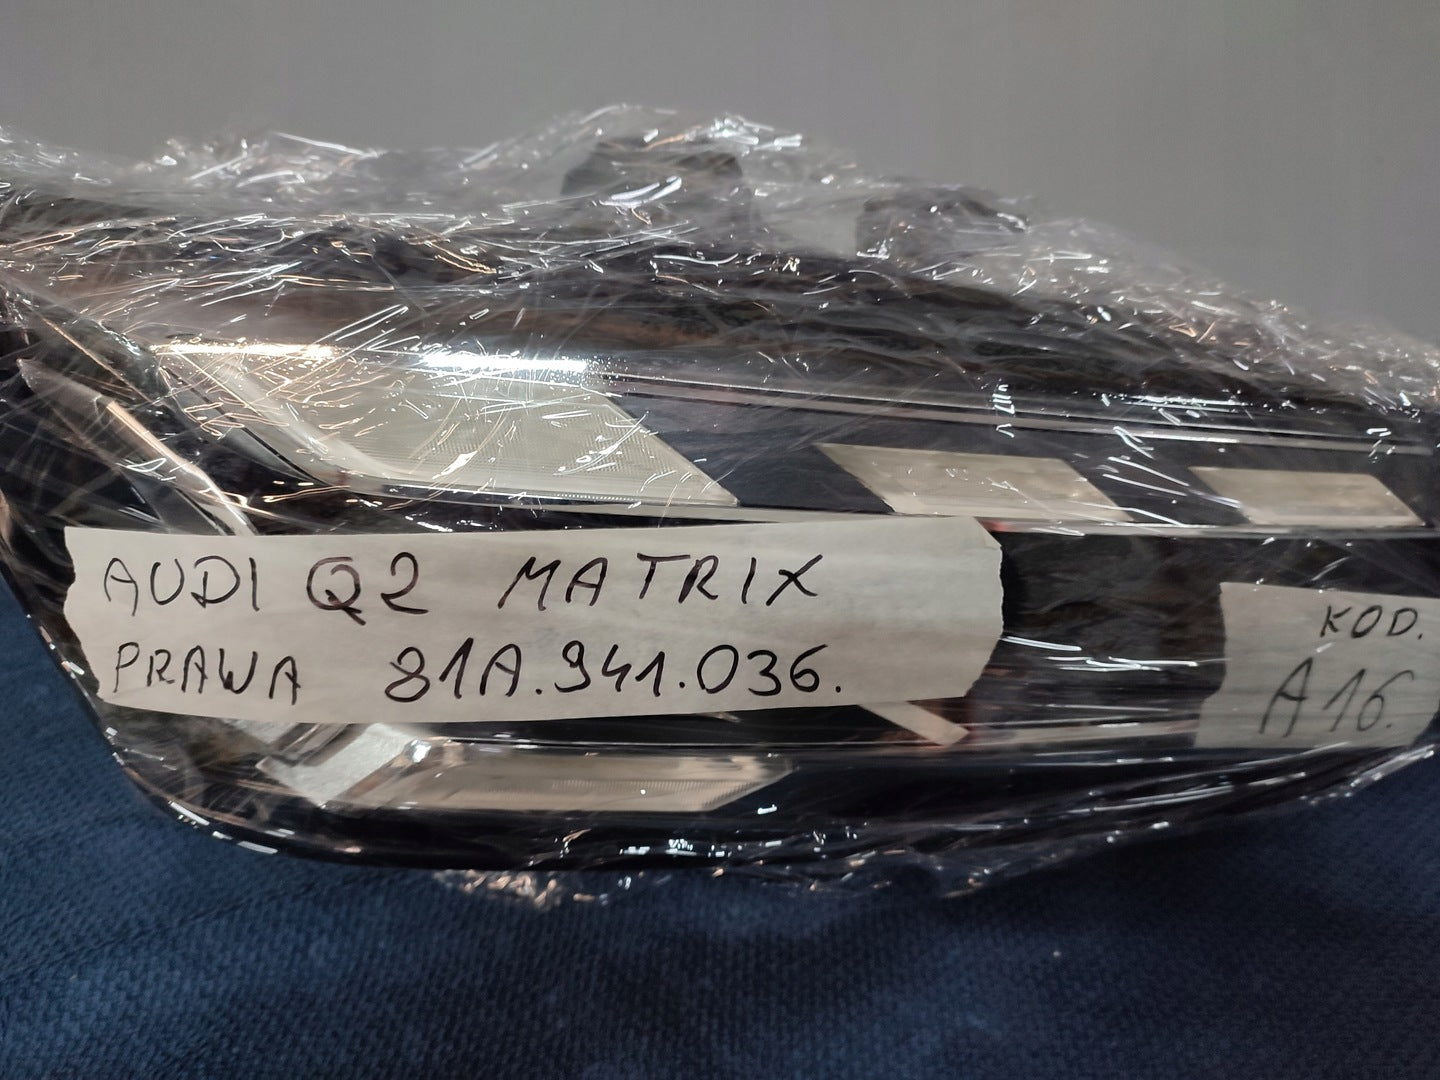 AUDI Q2 MATRIX
PRAWA 81A.941.036.
KOD.
A16.